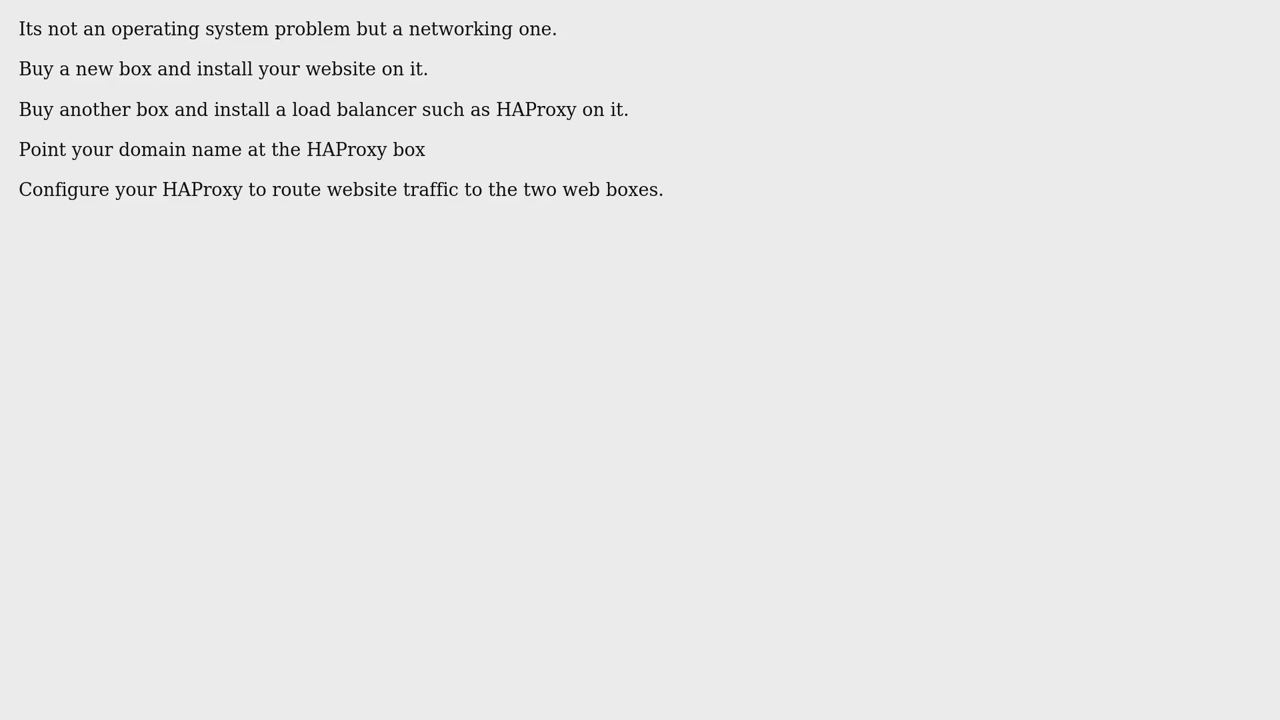 Its not an operating system problem but a networking one.
Buy a new box and install your website on it.
Buy another box and install a load balancer such as HAProxy on it.
Point your domain name at the HAProxy box
Configure your HAProxy to route website traffic to the two web boxes.